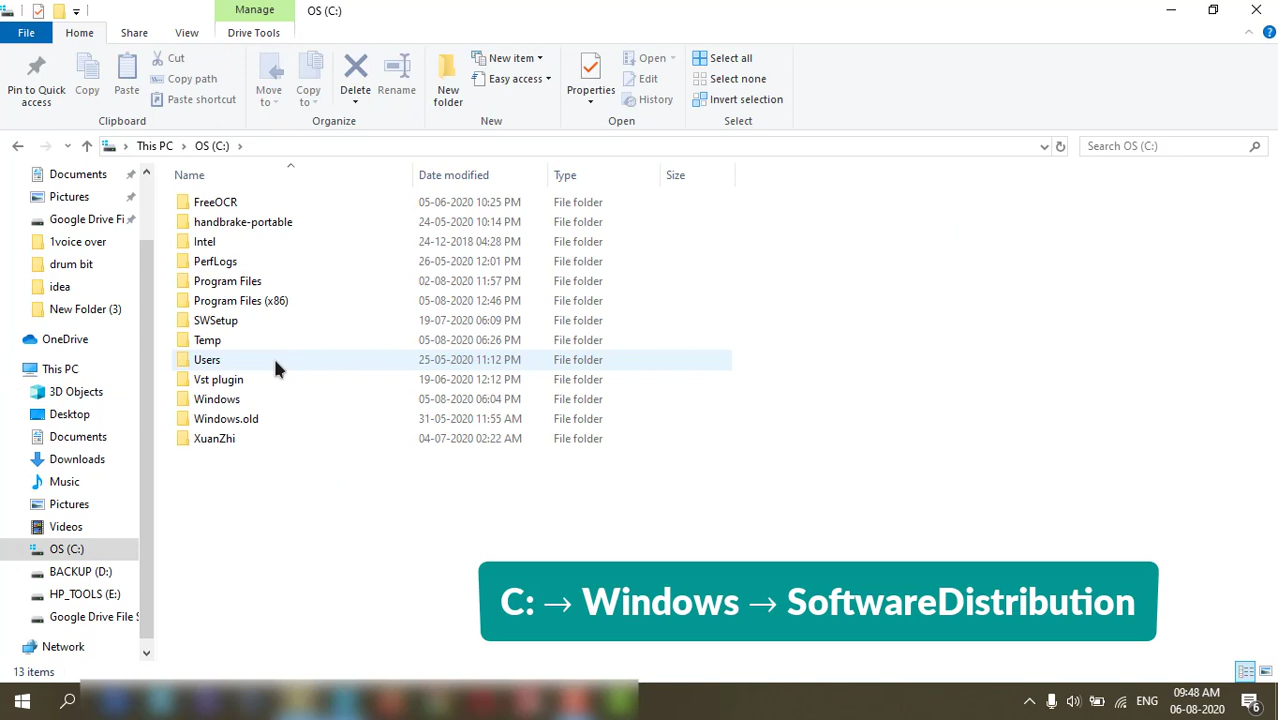 Manage OS (C:)
File Home Share View Drive Tools
Cut
Copy path
Paste shortcut
Pin to Quick access
Copy
Paste
Clipboard
Move to
Copy to
Delete
Rename
Organize
New folder
New item
Easy access
New
Properties
Open
Edit
History
Open
Select all
Select none
Invert selection
Select
This PC OS (C:)
Search OS (C:)
Documents
Pictures
Google Drive Fi
1voice over
drum bit
idea
New Folder (3)
OneDrive
This PC
3D Objects
Desktop
Documents
Downloads
Music
Pictures
Videos
OS (C:)
BACKUP (D:)
HP_TOOLS (E:)
Google Drive File S
Network
Name Date modified Type Size
FreeOCR 05-06-2020 10:25 PM File folder
handbrake-portable 24-05-2020 10:14 PM File folder
Intel 24-12-2018 04:28 PM File folder
PerfLogs 26-05-2020 12:01 PM File folder
Program Files 02-08-2020 11:57 PM File folder
Program Files (x86) 05-08-2020 12:46 PM File folder
SWSetup 19-07-2020 06:09 PM File folder
Temp 05-08-2020 06:26 PM File folder
Users 25-05-2020 11:12 PM File folder
Vst plugin 19-06-2020 12:12 PM File folder
Windows 05-08-2020 06:04 PM File folder
Windows.old 31-05-2020 11:55 AM File folder
XuanZhi 04-07-2020 02:22 AM File folder
C: → Windows → SoftwareDistribution
13 items
ENG
09:48 AM
06-08-2020
6